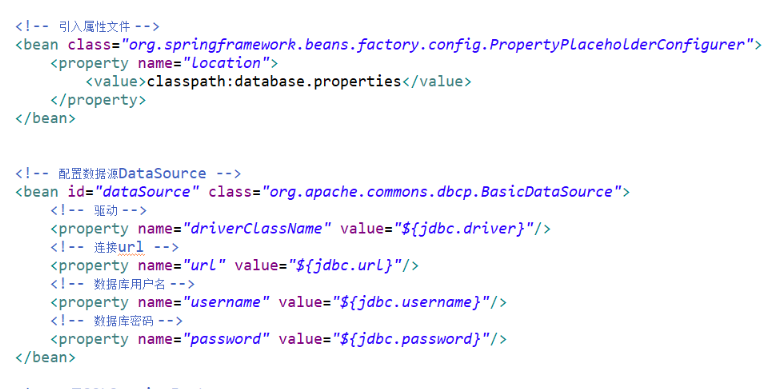 <!-- 引入属性文件 -->
<bean class="org.springframework.beans.factory.config.PropertyPlaceholderConfigurer">
<property name="location">
<value>classpath:database.properties</value>
</property>
</bean>
<!-- 配置数据源DataSource -->
<bean id="dataSource" class="org.apache.commons.dbcp.BasicDataSource">
<!-- 驱动 -->
<property name="driverClassName" value="${jdbc.driver}"/>
<!-- 连接url -->
<property name="url" value="${jdbc.url}"/>
<!-- 数据库用户名 -->
<property name="username" value="${jdbc.username}"/>
<!-- 数据库密码 -->
<property name="password" value="${jdbc.password}"/>
</bean>